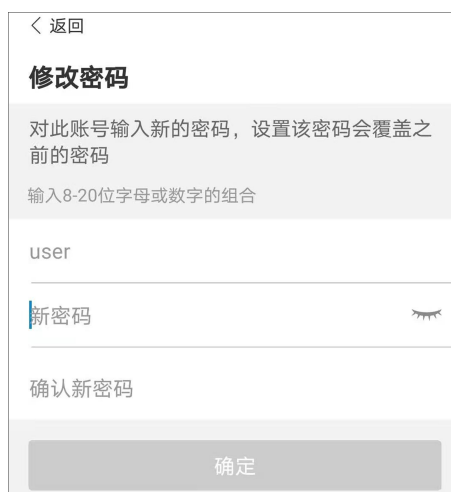 返回
修改密码
对此账号输入新的密码，设置该密码会覆盖之
前的密码
输入8-20位字母或数字的组合
user
新密码
确认新密码
确定